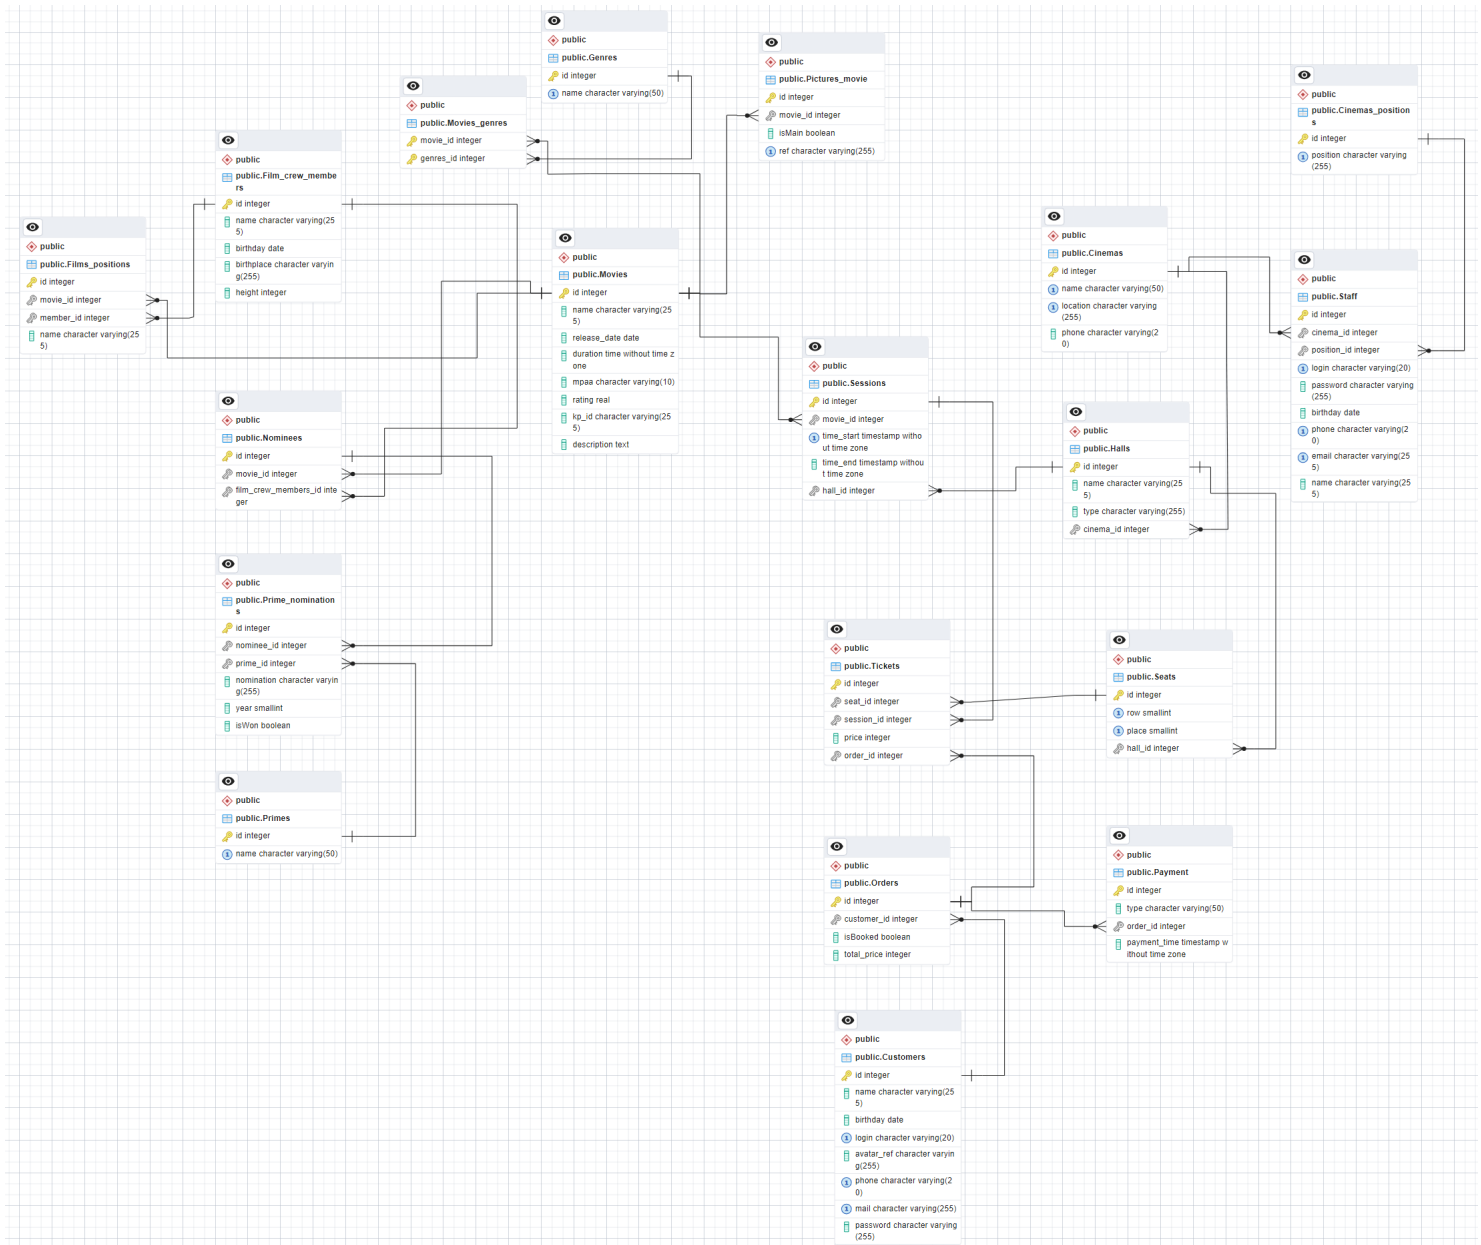 public
public.Genres
id integer
name character varying(50)
public
public.Pictures_movie
id integer
movie_id integer
isMain boolean
ref character varying(255)
public
public.Cinemas_position
s
id integer
position character varying
(255)
public
public.Movies_genres
movie_id integer
genres_id integer
public
public.Film_crew_membe
rs
id integer
name character varying(25
5)
birthday date
birthplace character varyin
g(255)
height integer
public
public.Films_positions
id integer
movie_id integer
member_id integer
name character varying(25
5)
public
public.Movies
id integer
name character varying(25
5)
release_date date
duration time without time z
one
mpaa character varying(10)
rating real
kp_id character varying(25
5)
description text
public
public.Cinemas
id integer
name character varying(50)
location character varying
(255)
phone character varying(2
0)
public
public.Staff
id integer
cinema_id integer
position_id integer
login character varying(20)
password character varying
(255)
birthday date
phone character varying(2
0)
email character varying(25
5)
name character varying(25
5)
public
public.Sessions
id integer
movie_id integer
time_start timestamp witho
ut time zone
time_end timestamp withou
t time zone
hall_id integer
public
public.Halls
id integer
name character varying(25
5)
type character varying(255)
cinema_id integer
public
public.Nominees
id integer
movie_id integer
film_crew_members_id inte
ger
public
public.Prime_nomination
s
id integer
nominee_id integer
prime_id integer
nomination character varyin
g(255)
year smallint
isWon boolean
public
public.Tickets
id integer
seat_id integer
session_id integer
price integer
order_id integer
public
public.Seats
id integer
row smallint
place smallint
hall_id integer
public
public.Primes
id integer
name character varying(50)
public
public.Orders
id integer
customer_id integer
isBooked boolean
total_price integer
public
public.Payment
id integer
type character varying(50)
order_id integer
payment_time timestamp w
ithout time zone
public
public.Customers
id integer
name character varying(25
5)
birthday date
login character varying(20)
avatar_ref character varyin
g(255)
phone character varying(2
0)
mail character varying(255)
password character varying
(255)